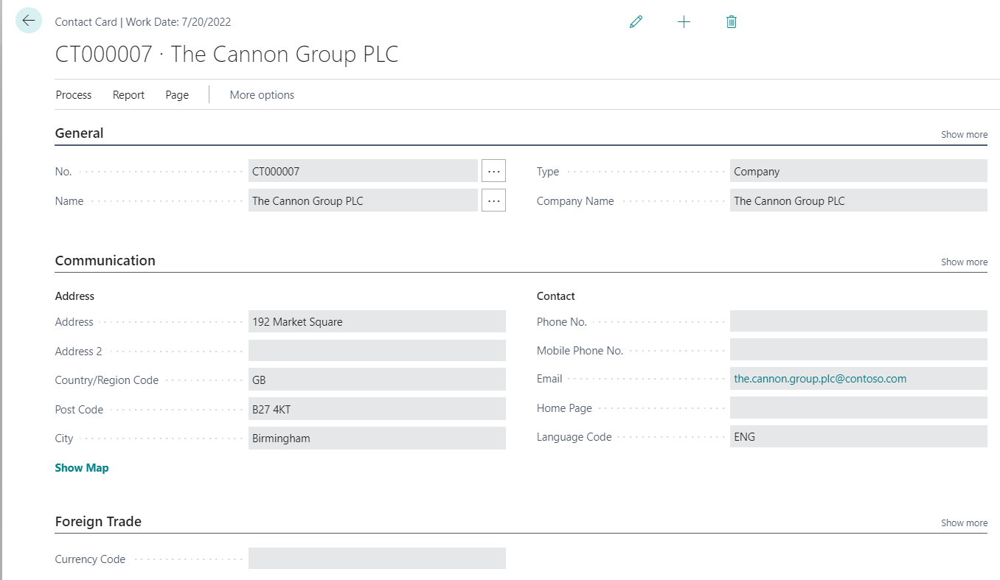 Contact Card | Work Date: 7/20/2022
CT000007 · The Cannon Group PLC
Process Report Page More options
General Show more
No. CT000007 Type Company
Name The Cannon Group PLC Company Name The Cannon Group PLC
Communication Show more
Address Contact
Address 192 Market Square Phone No.
Address 2 Mobile Phone No.
Country/Region Code GB Email the.cannon.group.plc@contoso.com
Post Code B27 4KT Home Page
City Birmingham Language Code ENG
Show Map
Foreign Trade Show more
Currency Code